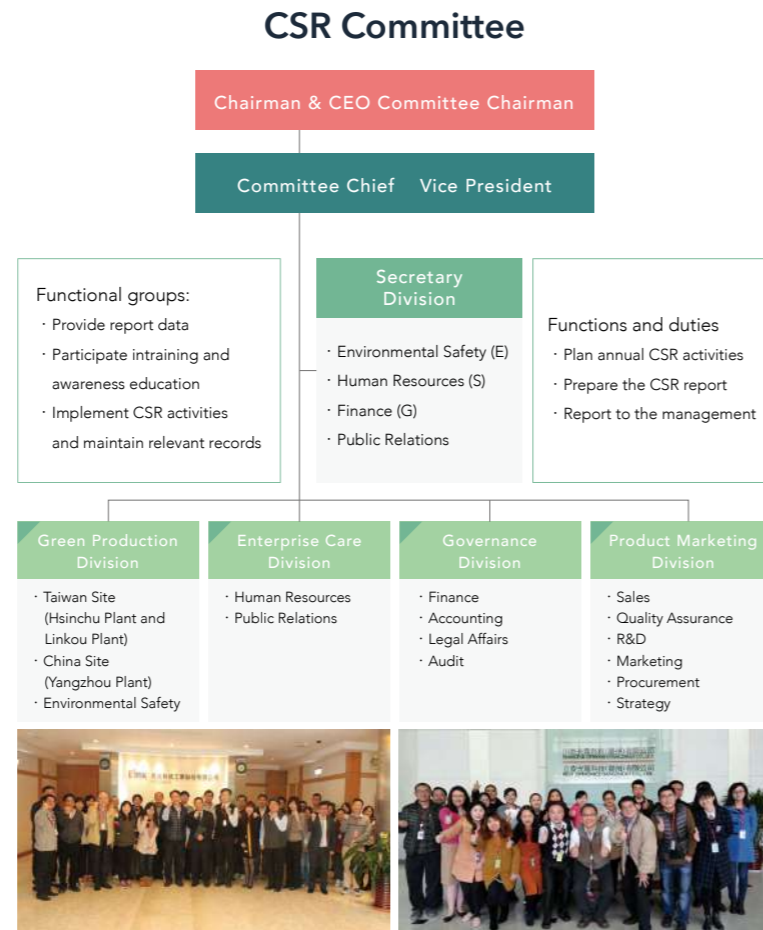 CSR Committee
Chairman & CEO Committee Chairman
Committee Chief Vice President
Functional groups:
· Provide report data
· Participate intraining and
awareness education
· Implement CSR activities
and maintain relevant records
Secretary
Division
· Environmental Safety (E)
· Human Resources (S)
· Finance (G)
· Public Relations
Functions and duties
· Plan annual CSR activities
· Prepare the CSR report
· Report to the management
Green Production
Division
· Taiwan Site
(Hsinchu Plant and
Linkou Plant)
· China Site
(Yangzhou Plant)
· Environmental Safety
Enterprise Care
Division
· Human Resources
· Public Relations
Governance
Division
· Finance
· Accounting
· Legal Affairs
· Audit
Product Marketing
Division
· Sales
· Quality Assurance
· R&D
· Marketing
· Procurement
· Strategy